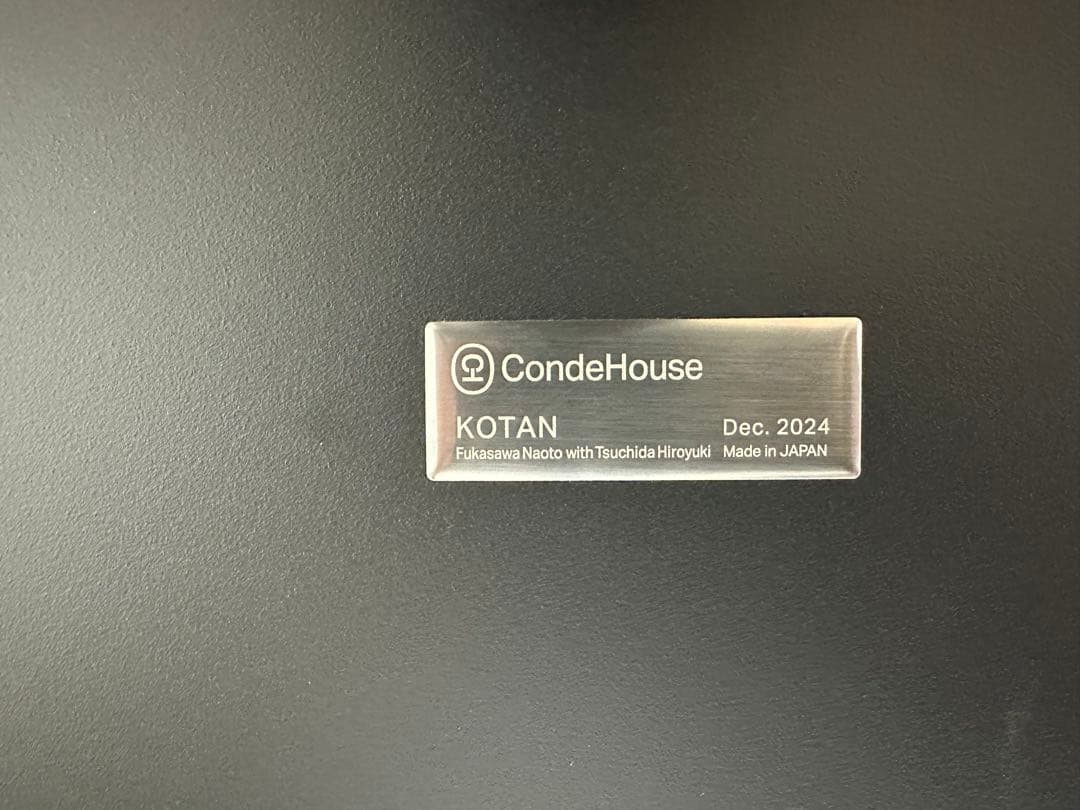 CondeHouse
KOTAN Dec. 2024
Fukasawa Naoto with Tsuchida Hiroyuki Made in JAPAN